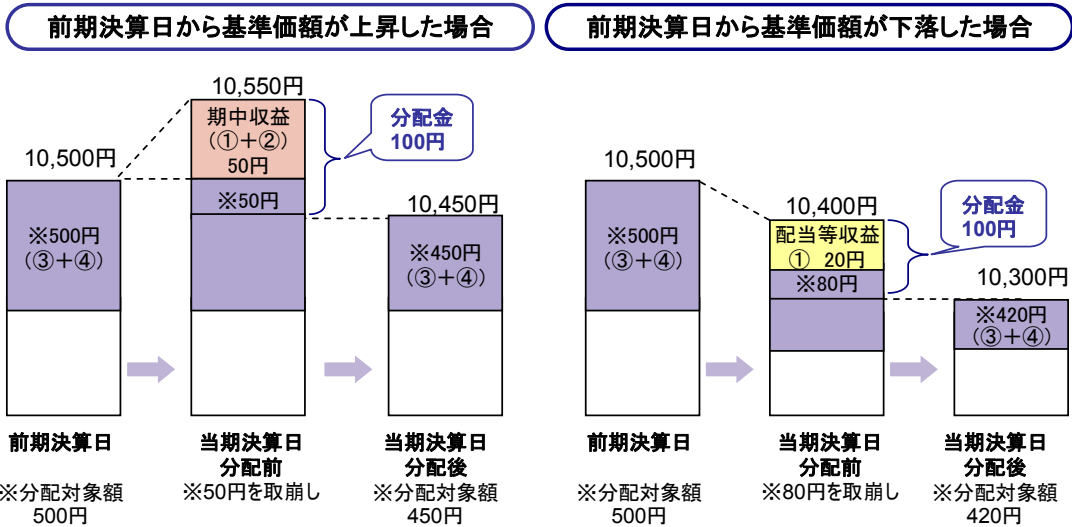 前期決算日から基準価額が上昇した場合
10,550円
期中収益
(①+②)
50円
分配金
100円
10,500円
※50円
※500円
(③+④)
10,450円
※450円
(③+④)
前期決算日
当期決算日
分配前
当期決算日
分配後
※分配対象額
500円
※50円を取崩し
※分配対象額
450円
前期決算日から基準価額が下落した場合
10,500円
※500円
(③+④)
10,400円
配当等収益
① 20円
※80円
分配金
100円
10,300円
※420円
(③+④)
前期決算日
当期決算日
分配前
当期決算日
分配後
※分配対象額
500円
※80円を取崩し
※分配対象額
420円